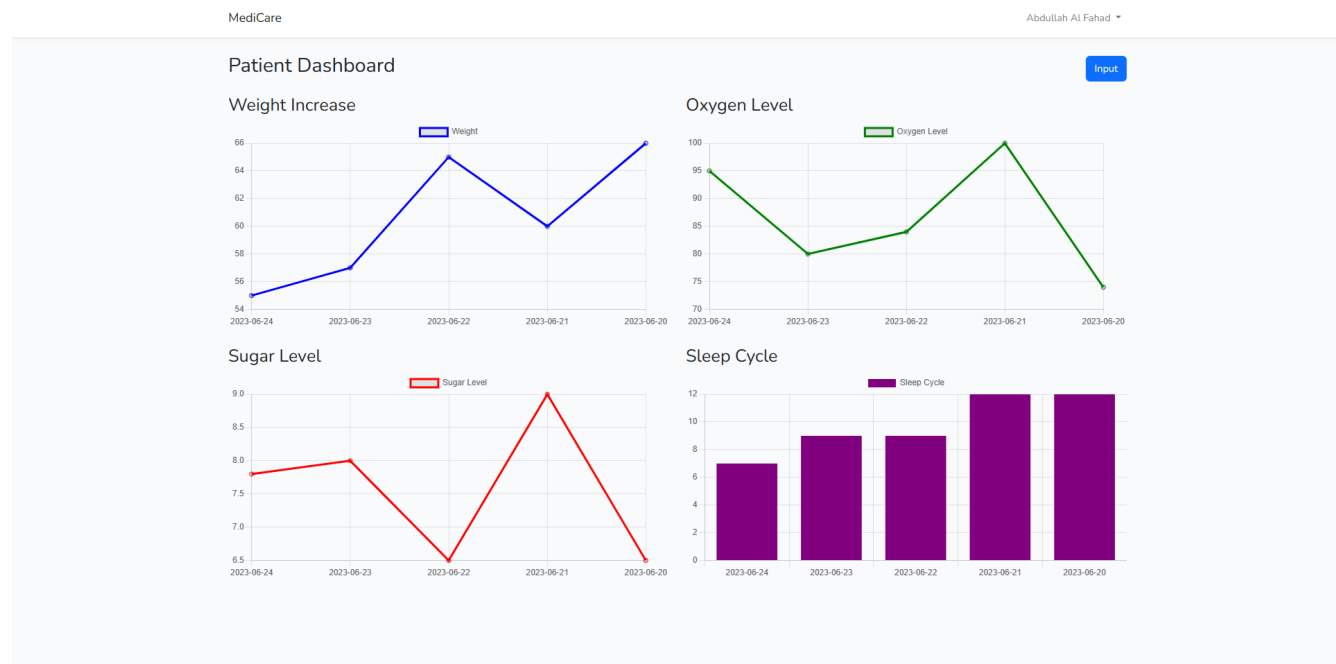 MediCare Abdullah Al Fahad
Patient Dashboard Input
Weight Increase
Weight
66
64
62
60
58
56
54
2023-06-24 2023-06-23 2023-06-22 2023-06-21 2023-06-20
Oxygen Level
Oxygen Level
100
95
90
85
80
75
70
2023-06-24 2023-06-23 2023-06-22 2023-06-21 2023-06-20
Sugar Level
Sugar Level
9.0
8.5
8.0
7.5
7.0
6.5
2023-06-24 2023-06-23 2023-06-22 2023-06-21 2023-06-20
Sleep Cycle
Sleep Cycle
12
10
8
6
4
2
0
2023-06-24 2023-06-23 2023-06-22 2023-06-21 2023-06-20